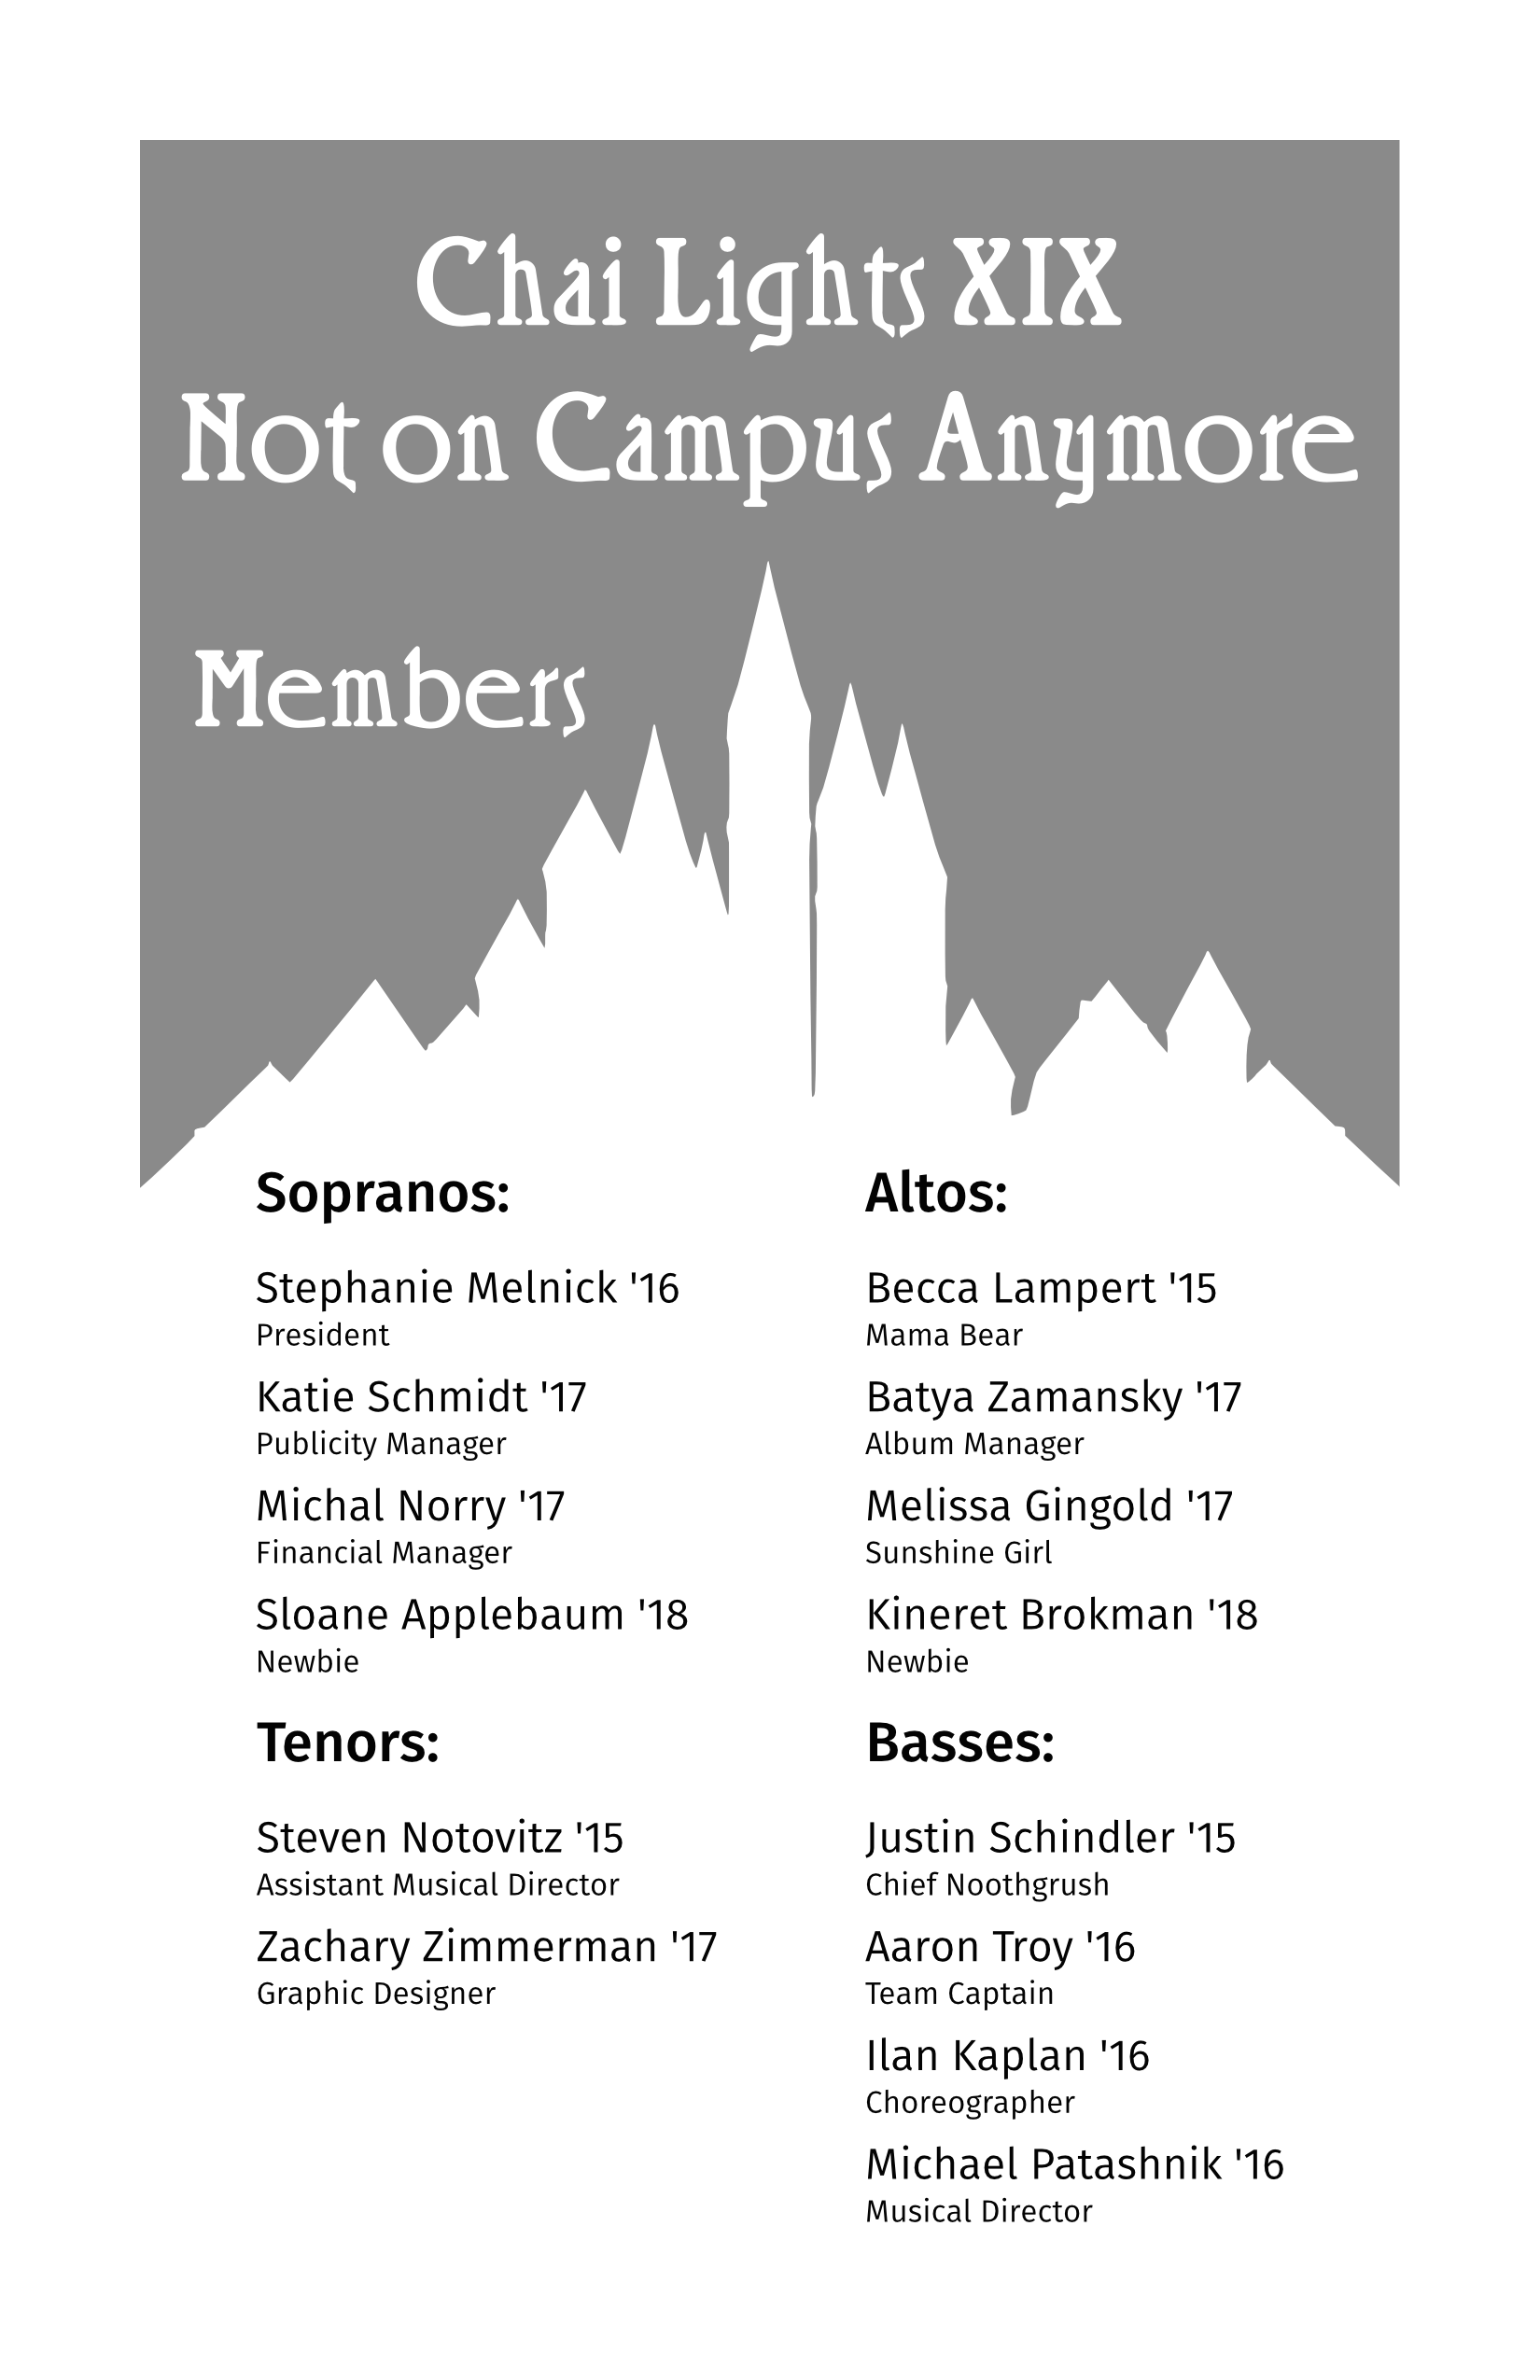 Chai Lights XIX
Not on Campus Anymore
Members
Sopranos:
Stephanie Melnick '16
President
Katie Schmidt '17
Publicity Manager
Michal Norry '17
Financial Manager
Sloane Applebaum '18
Newbie
Altos:
Becca Lampert '15
Mama Bear
Batya Zamansky '17
Album Manager
Melissa Gingold '17
Sunshine Girl
Kineret Brokman '18
Newbie
Tenors:
Steven Notovitz '15
Assistant Musical Director
Zachary Zimmerman '17
Graphic Designer
Basses:
Justin Schindler '15
Chief Noothgrush
Aaron Troy '16
Team Captain
Ilan Kaplan '16
Choreographer
Michael Patashnik '16
Musical Director